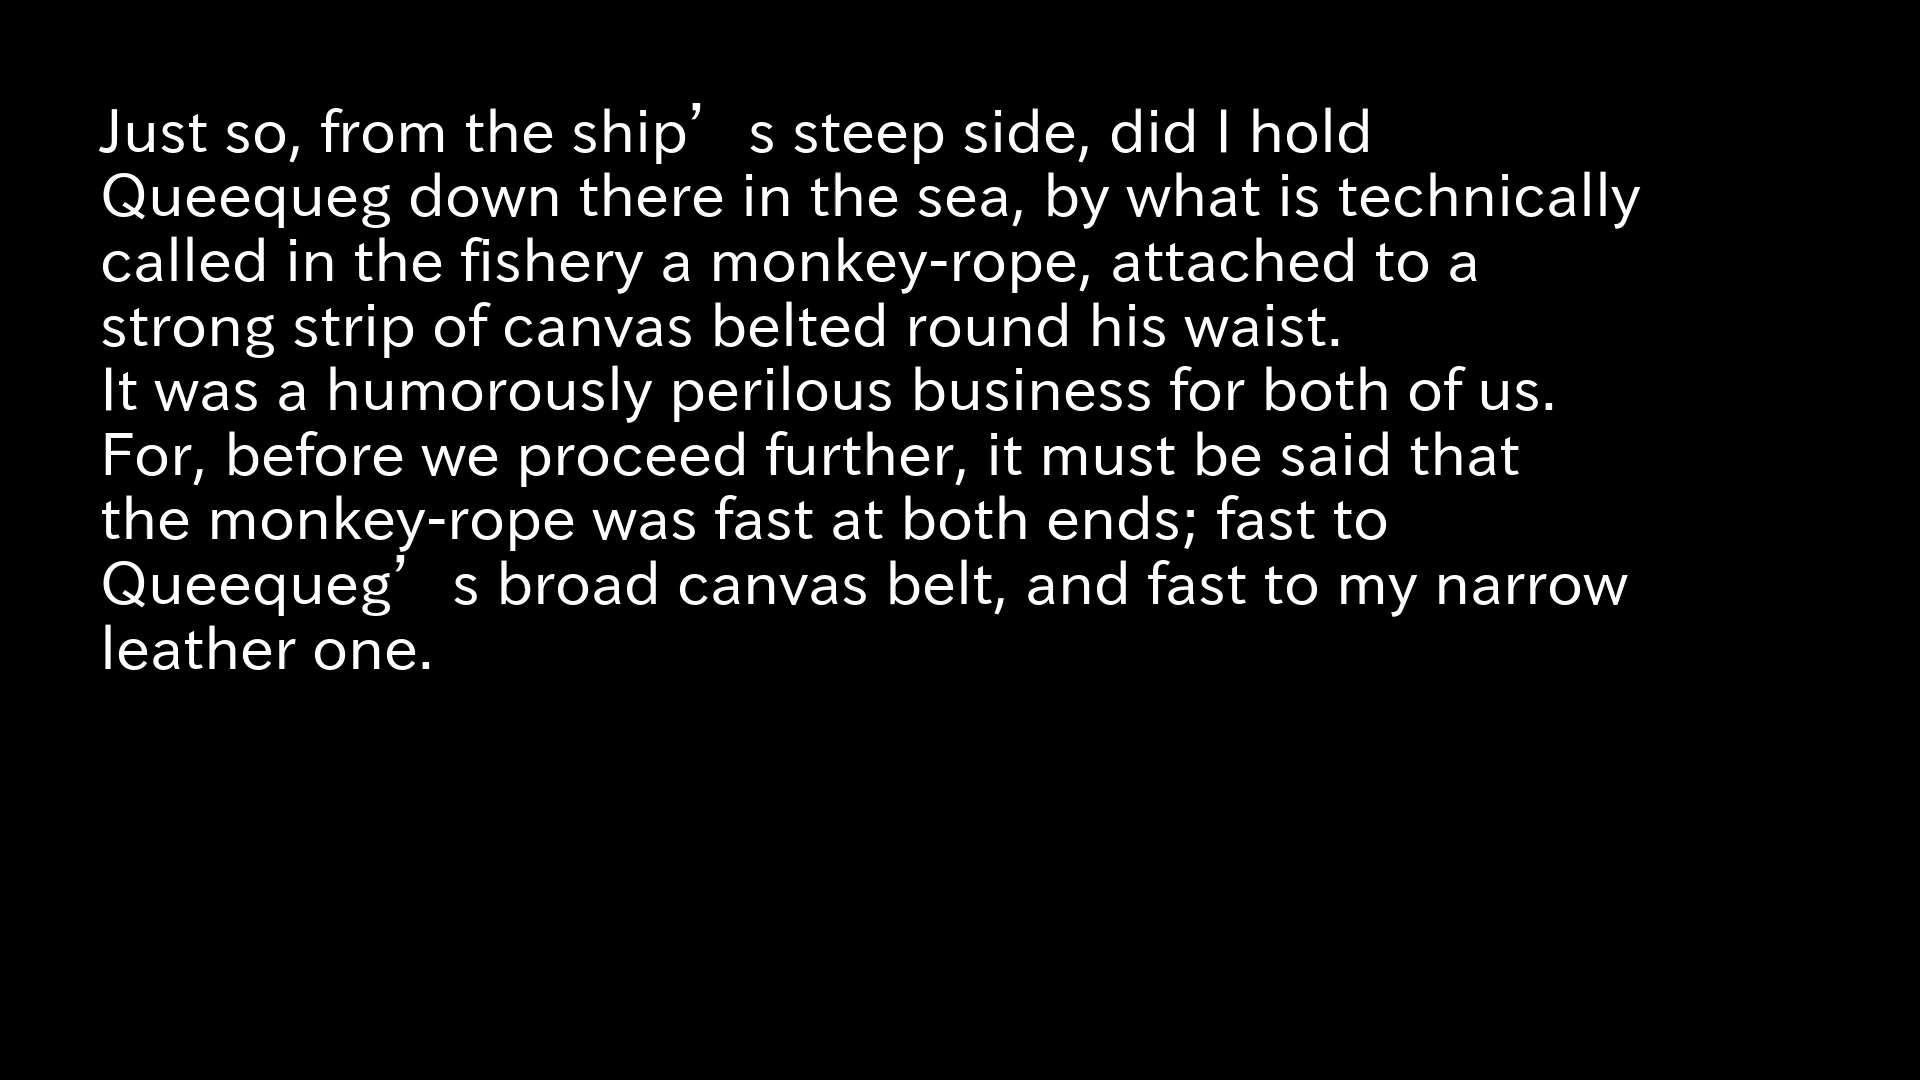 Just so, from the ship’s steep side, did I hold
Queequeg down there in the sea, by what is technically
called in the fishery a monkey-rope, attached to a
strong strip of canvas belted round his waist.
It was a humorously perilous business for both of us.
For, before we proceed further, it must be said that
the monkey-rope was fast at both ends; fast to
Queequeg’s broad canvas belt, and fast to my narrow
leather one.